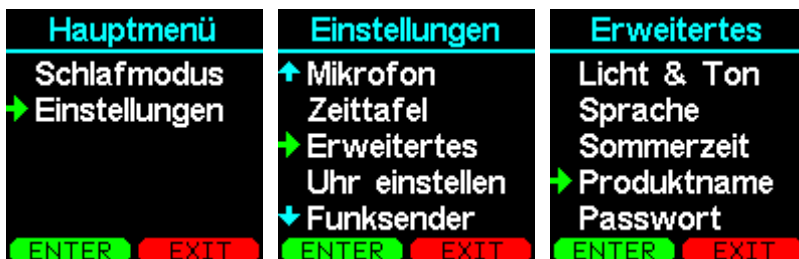 Hauptmenü
Schlafmodus
Einstellungen
ENTER EXIT
Einstellungen
Mikrofon
Zeittafel
Erweitertes
Uhr einstellen
Funksender
ENTER EXIT
Erweitertes
Licht & Ton
Sprache
Sommerzeit
Produktname
Passwort
ENTER EXIT